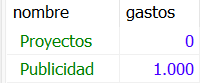 nombre gastos
Proyectos 0
Publicidad 1.000